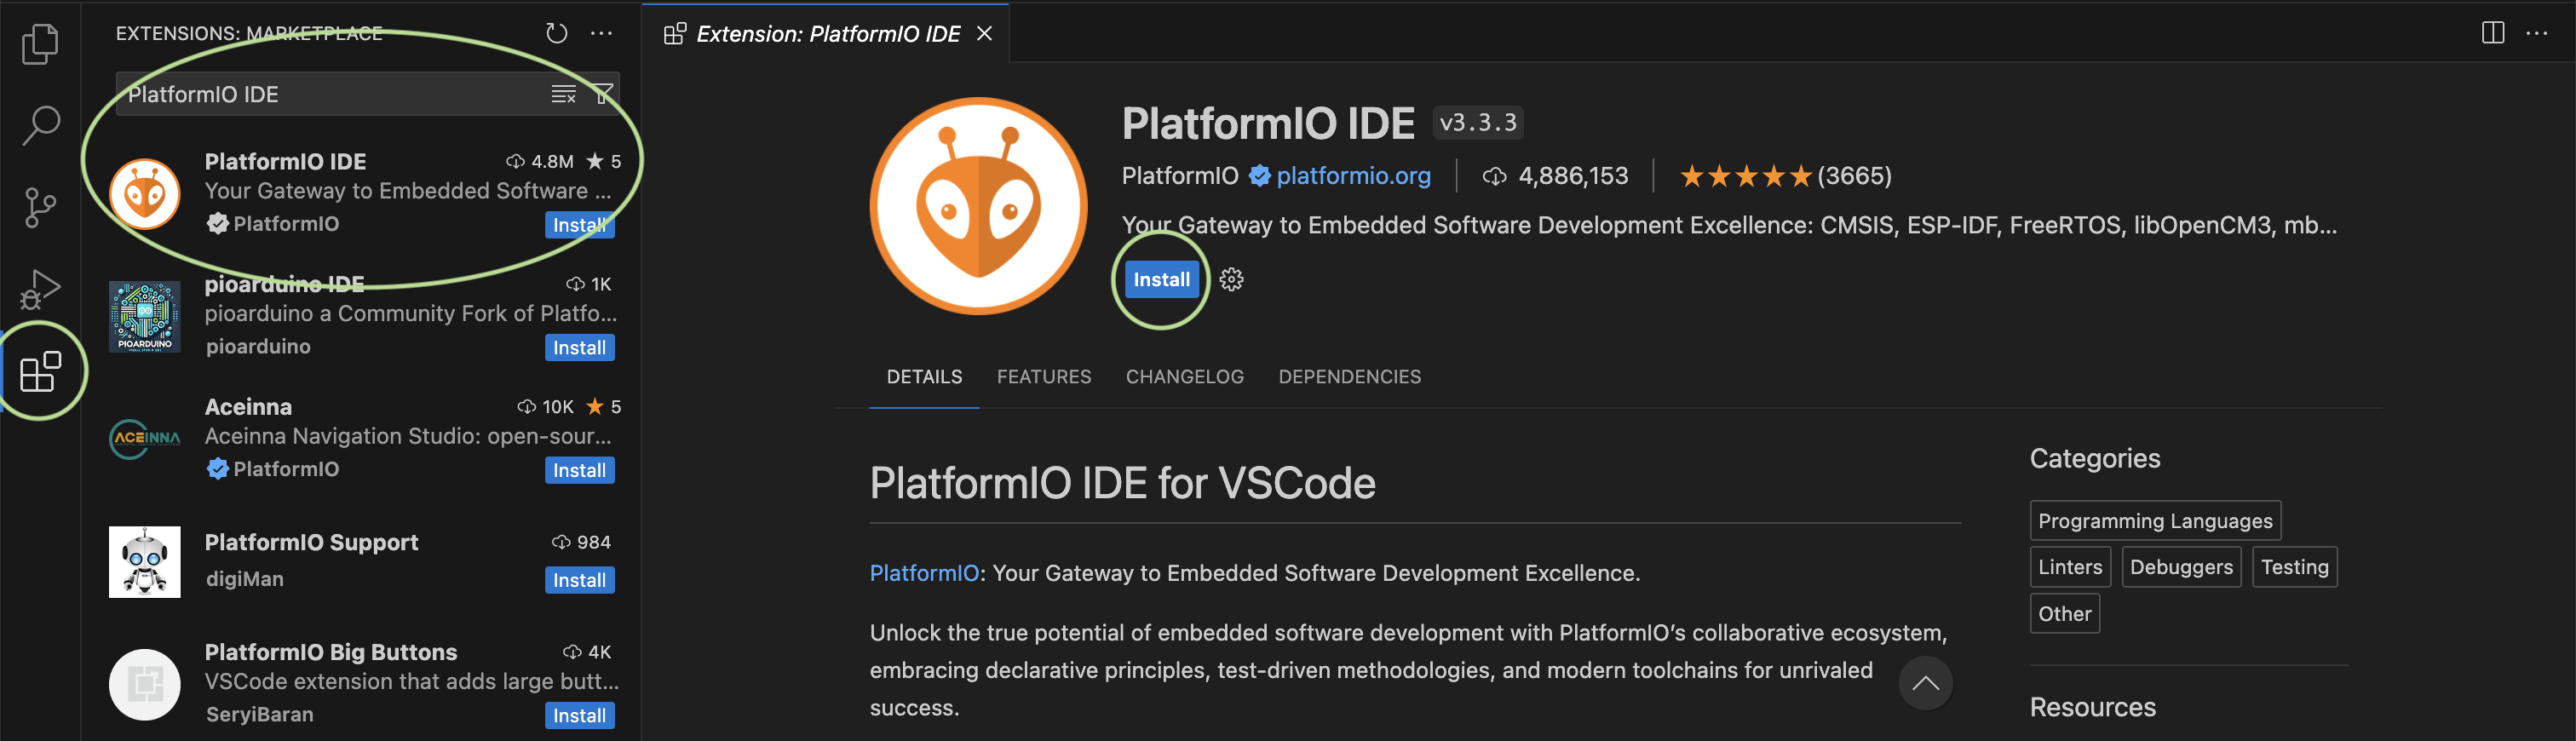 EXTENSIONS: MARKETPLACE
PlatformIO IDE
PlatformIO IDE 4.8M 5
Your Gateway to Embedded Software ...
PlatformIO Install
pioarduino IDE 1K
pioarduino a Community Fork of Platfo...
pioarduino Install
PIOARDUINO
Aceinna 10K 5
Aceinna Navigation Studio: open-sour...
PlatformIO Install
ACEINNA
PlatformIO Support 984
digiMan Install
PlatformIO Big Buttons 4K
VSCode extension that adds large butt...
SeryiBaran Install
Extension: PlatformIO IDE
PlatformIO IDE v3.3.3
PlatformIO platformio.org 4,886,153 (3665)
Your Gateway to Embedded Software Development Excellence: CMSIS, ESP-IDF, FreeRTOS, libOpenCM3, mb...
Install
DETAILS FEATURES CHANGELOG DEPENDENCIES
PlatformIO IDE for VSCode
PlatformIO: Your Gateway to Embedded Software Development Excellence.
Unlock the true potential of embedded software development with PlatformIO’s collaborative ecosystem,
embracing declarative principles, test-driven methodologies, and modern toolchains for unrivaled
success.
Categories
Programming Languages
Linters Debuggers Testing
Other
Resources